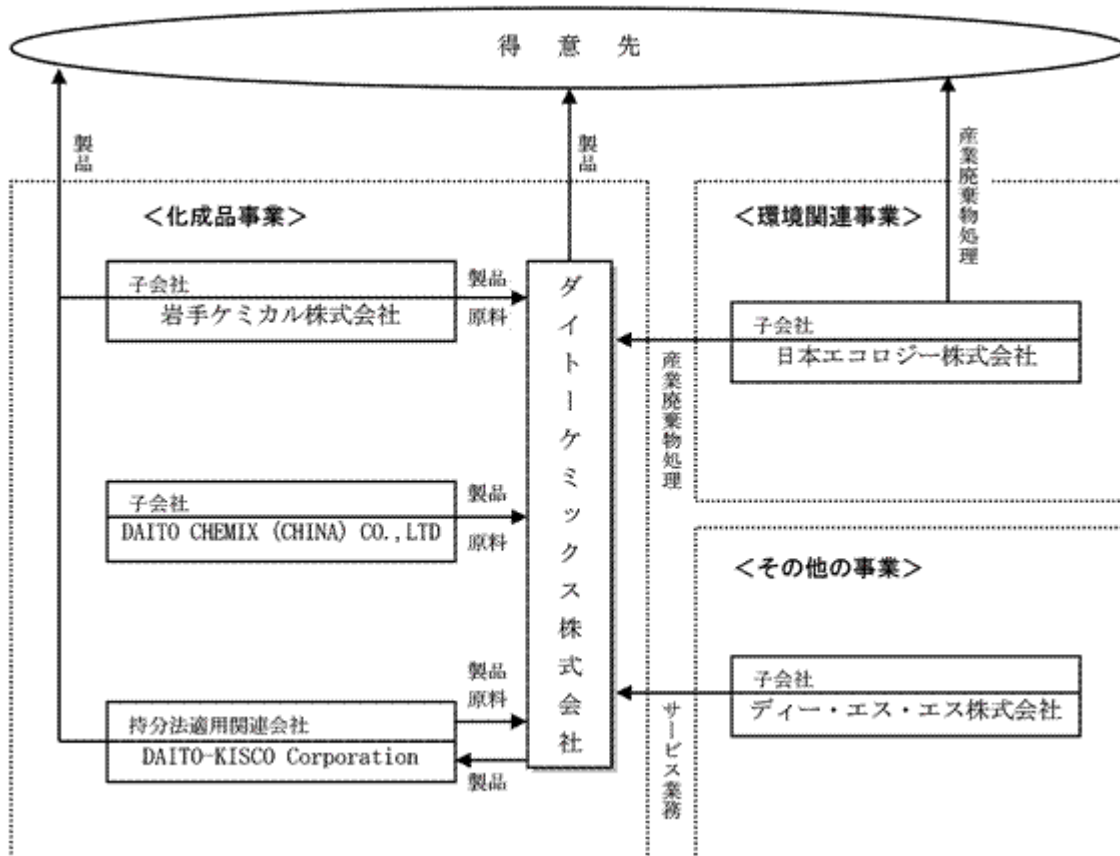 得意先
製品
製品
産業廃棄物処理
＜化成品事業＞
＜環境関連事業＞
子会社
岩手ケミカル株式会社
製品
原料
ダイトーケミックス株式会社
子会社
日本エコロジー株式会社
産業廃棄物処理
子会社
DAITO CHEMIX (CHINA) CO.,LTD
製品
原料
＜その他の事業＞
子会社
ディー・エス・エス株式会社
サービス業務
持分法適用関連会社
DAITO-KISCO Corporation
製品
原料
製品